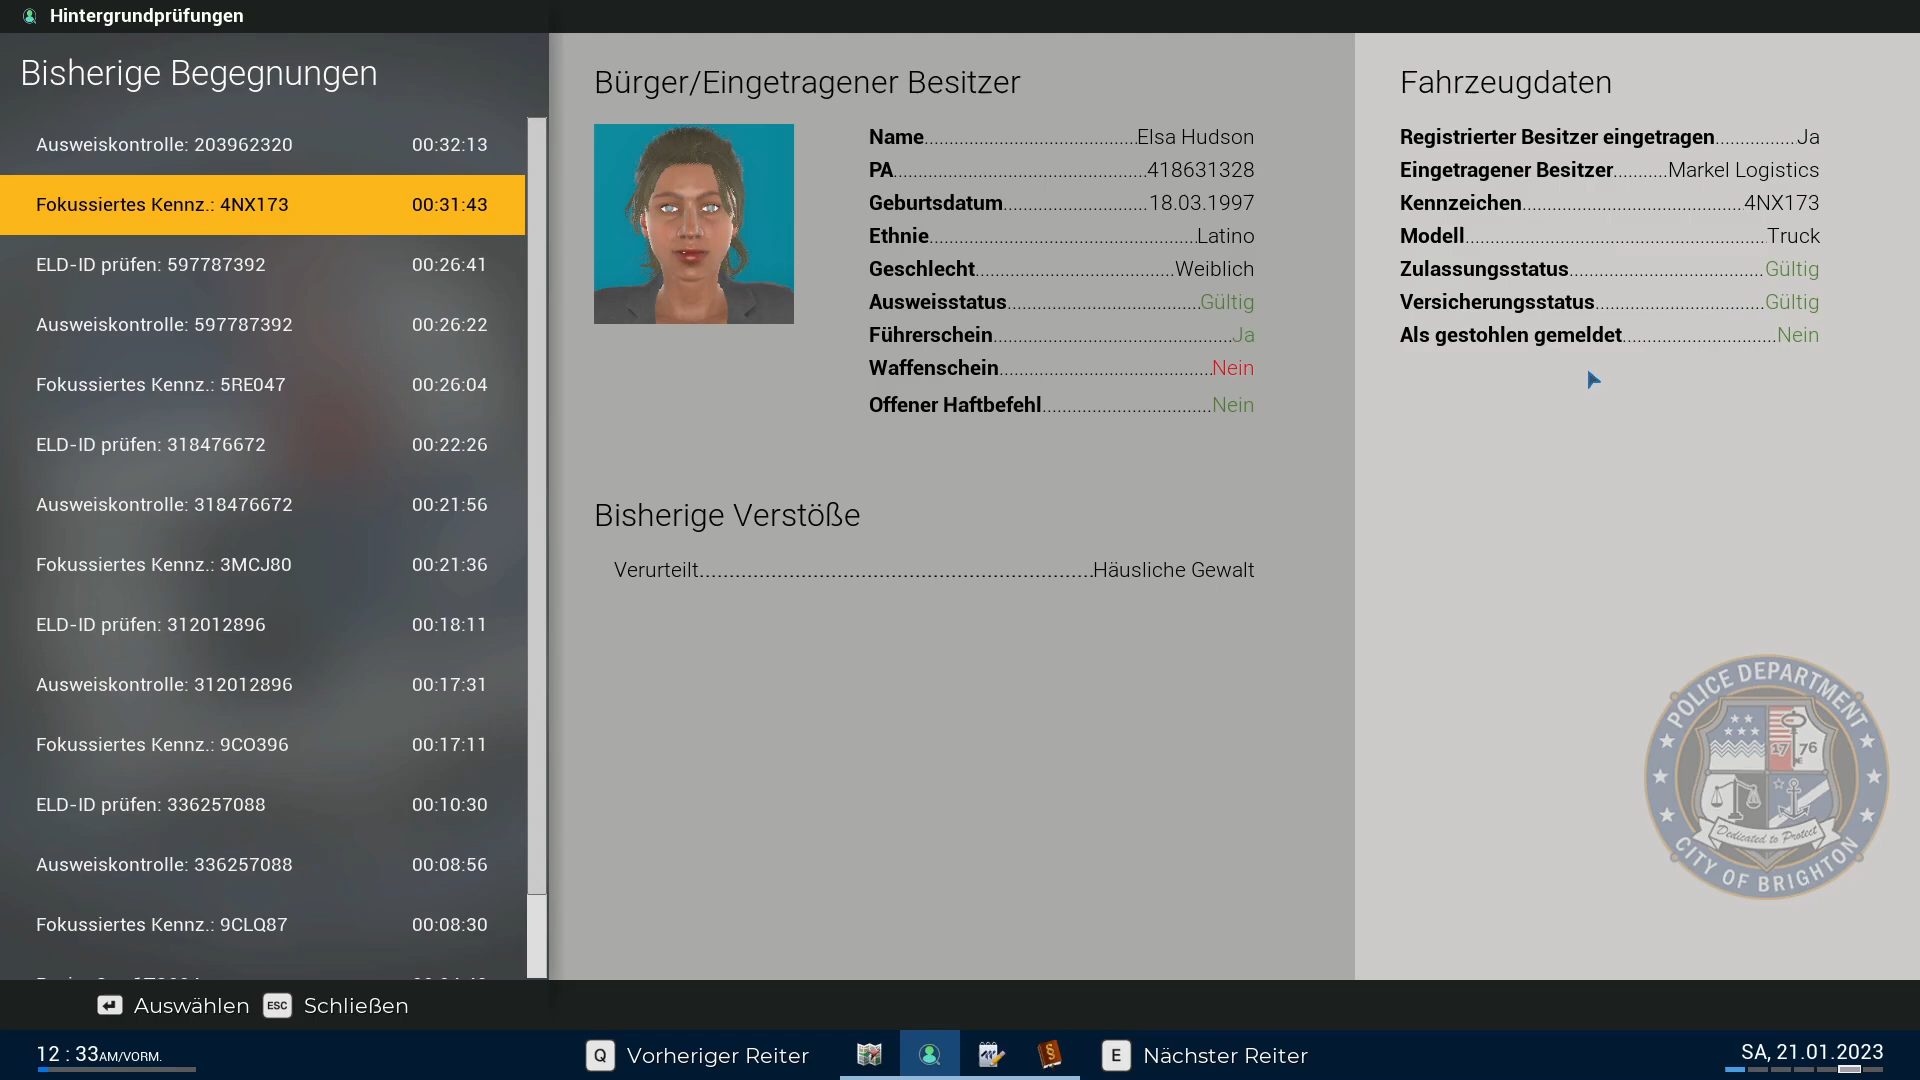 Hintergrundprüfungen
Bisherige Begegnungen
Ausweiskontrolle: 203962320 00:32:13
Fokussiertes Kennz.: 4NX173 00:31:43
ELD-ID prüfen: 597787392 00:26:41
Ausweiskontrolle: 597787392 00:26:22
Fokussiertes Kennz.: 5RE047 00:26:04
ELD-ID prüfen: 318476672 00:22:26
Ausweiskontrolle: 318476672 00:21:56
Fokussiertes Kennz.: 3MCJ80 00:21:36
ELD-ID prüfen: 312012896 00:18:11
Ausweiskontrolle: 312012896 00:17:31
Fokussiertes Kennz.: 9CO396 00:17:11
ELD-ID prüfen: 336257088 00:10:30
Ausweiskontrolle: 336257088 00:08:56
Fokussiertes Kennz.: 9CLQ87 00:08:30
Bürger/Eingetragener Besitzer
Name Elsa Hudson
PA 418631328
Geburtsdatum 18.03.1997
Ethnie Latino
Geschlecht Weiblich
Ausweisstatus Gültig
Führerschein Ja
Waffenschein Nein
Offener Haftbefehl Nein
Bisherige Verstöße
Verurteilt Häusliche Gewalt
Fahrzeugdaten
Registrierter Besitzer eingetragen Ja
Eingetragener Besitzer Markel Logistics
Kennzeichen 4NX173
Modell Truck
Zulassungsstatus Gültig
Versicherungsstatus Gültig
Als gestohlen gemeldet Nein
POLICE DEPARTMENT
17 76
Dedicated to Protect
CITY OF BRIGHTON
Auswählen ESC Schließen
12 : 33 AM/VORM.
Q Vorheriger Reiter § E Nächster Reiter
SA, 21.01.2023